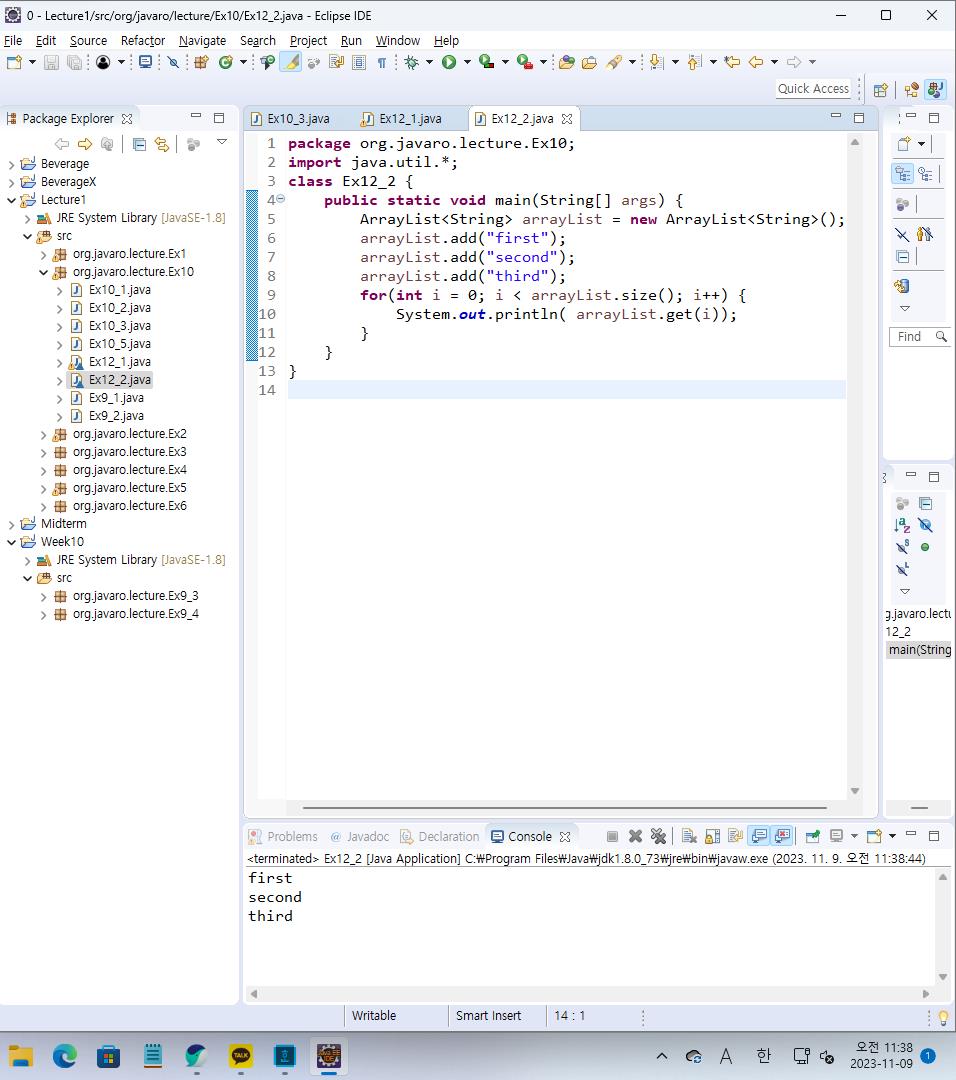 0 - Lecture1/src/org/javaro/lecture/Ex10/Ex12_2.java - Eclipse IDE
File Edit Source Refactor Navigate Search Project Run Window Help
Quick Access
Package Explorer
Beverage
BeverageX
Lecture1
JRE System Library [JavaSE-1.8]
src
org.javaro.lecture.Ex1
org.javaro.lecture.Ex10
Ex10_1.java
Ex10_2.java
Ex10_3.java
Ex10_5.java
Ex12_1.java
Ex12_2.java
Ex9_1.java
Ex9_2.java
org.javaro.lecture.Ex2
org.javaro.lecture.Ex3
org.javaro.lecture.Ex4
org.javaro.lecture.Ex5
org.javaro.lecture.Ex6
Midterm
Week10
JRE System Library [JavaSE-1.8]
src
org.javaro.lecture.Ex9_3
org.javaro.lecture.Ex9_4
Ex10_3.java Ex12_1.java Ex12_2.java
1 package org.javaro.lecture.Ex10;
2 import java.util.*;
3 class Ex12_2 {
4 public static void main(String[] args) {
5 ArrayList<String> arrayList = new ArrayList<String>();
6 arrayList.add("first");
7 arrayList.add("second");
8 arrayList.add("third");
9 for(int i = 0; i < arrayList.size(); i++) {
10 System.out.println( arrayList.get(i));
11 }
12 }
13 }
14
Find
g.javaro.lectu
12_2
main(String
Problems @ Javadoc Declaration Console
<terminated> Ex12_2 [Java Application] C:₩Program Files₩Java₩jdk1.8.0_73₩jre₩bin₩javaw.exe (2023. 11. 9. 오전 11:38:44)
first
second
third
Writable Smart Insert 14 : 1
TALK
JAVA EE
IDE
A 한
오전 11:38
2023-11-09
1